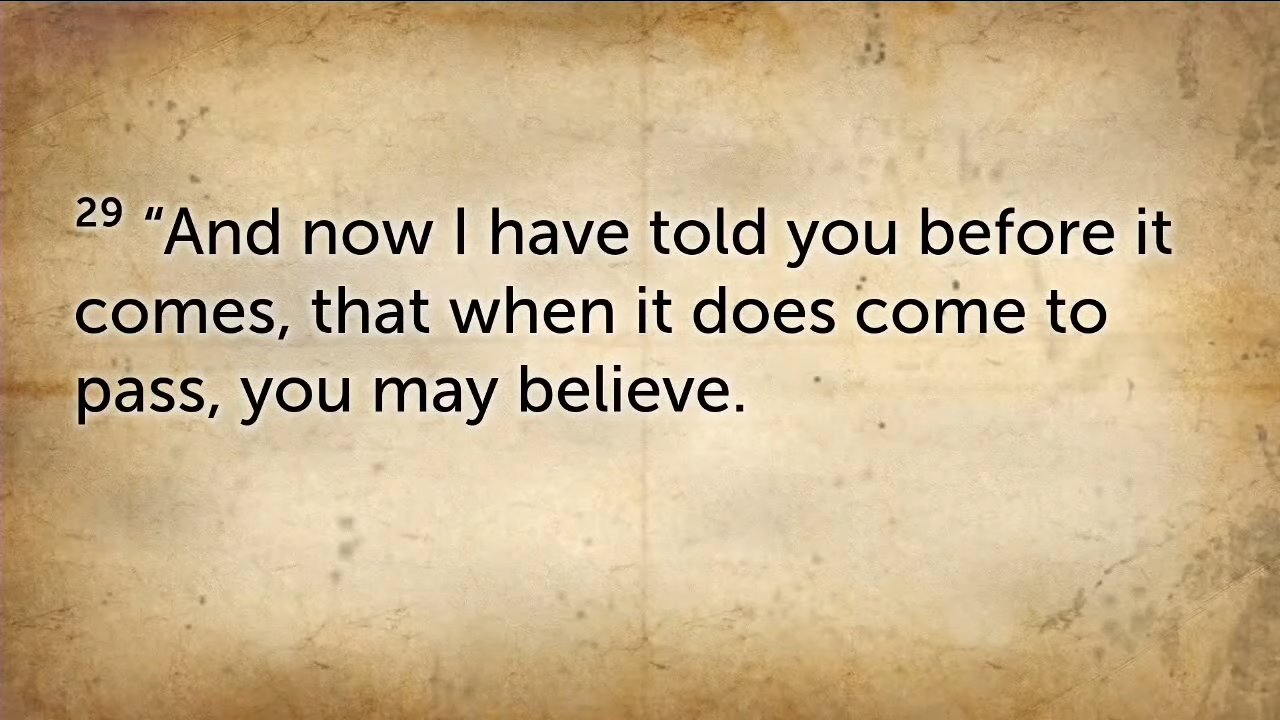 29 “And now I have told you before it
comes, that when it does come to
pass, you may believe.